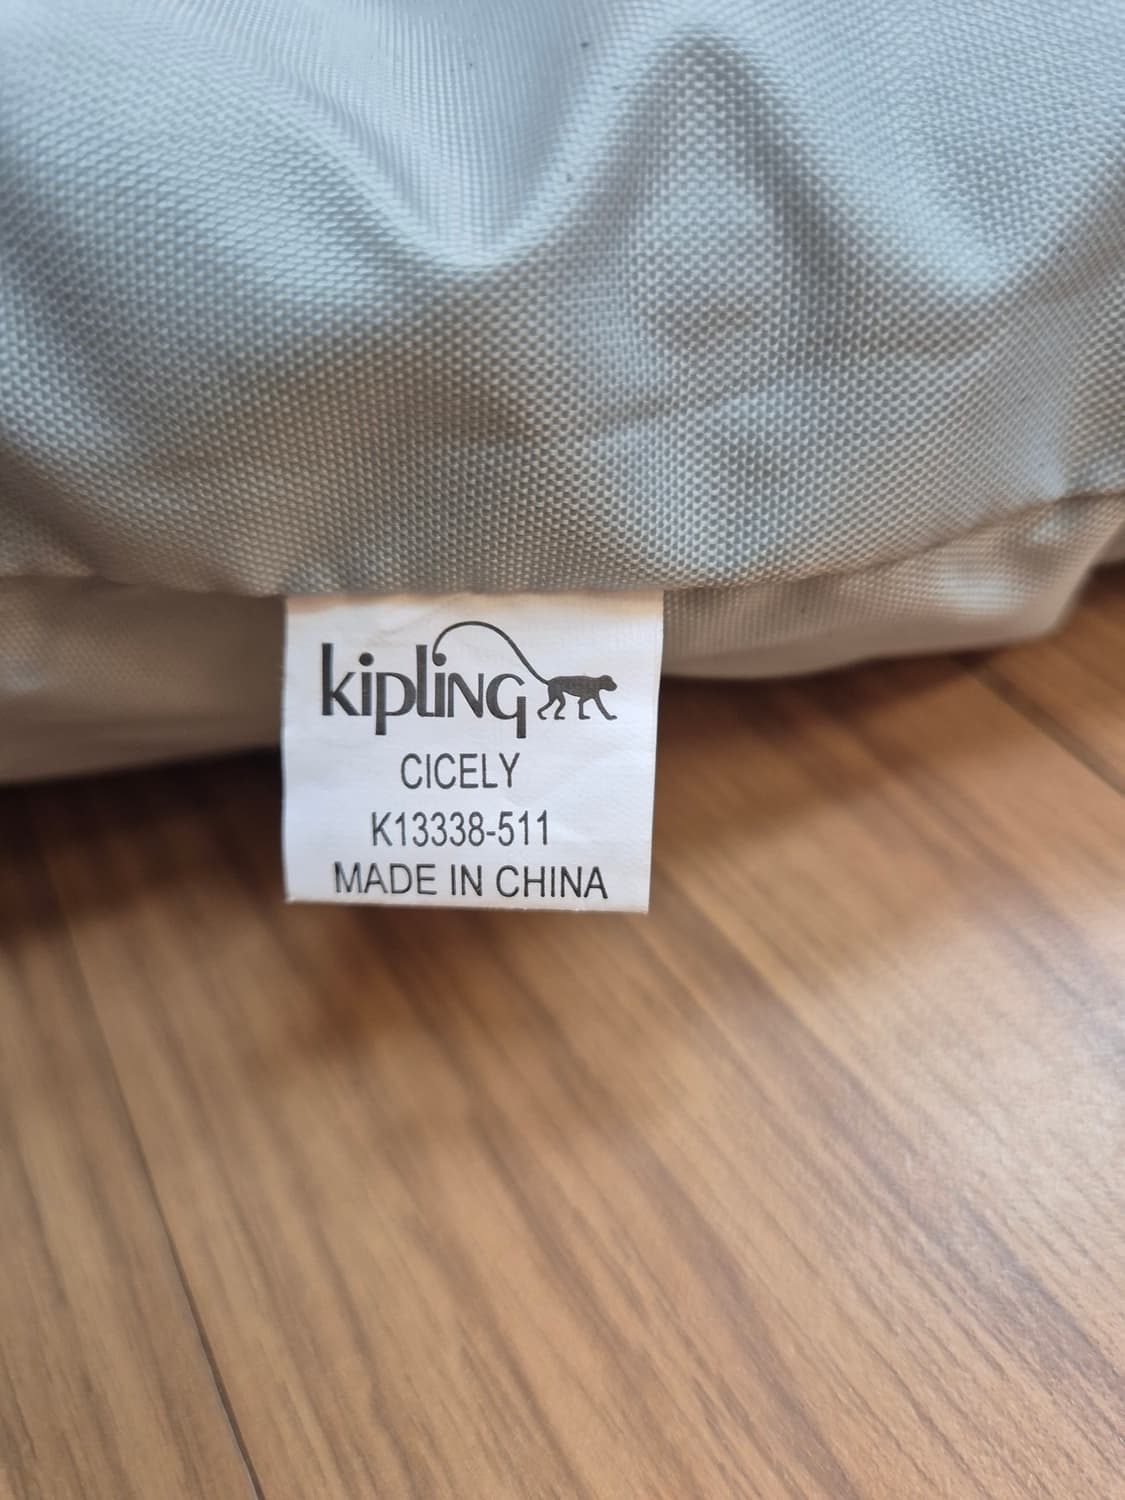 kipling
CICELY
K13338-511
MADE IN CHINA